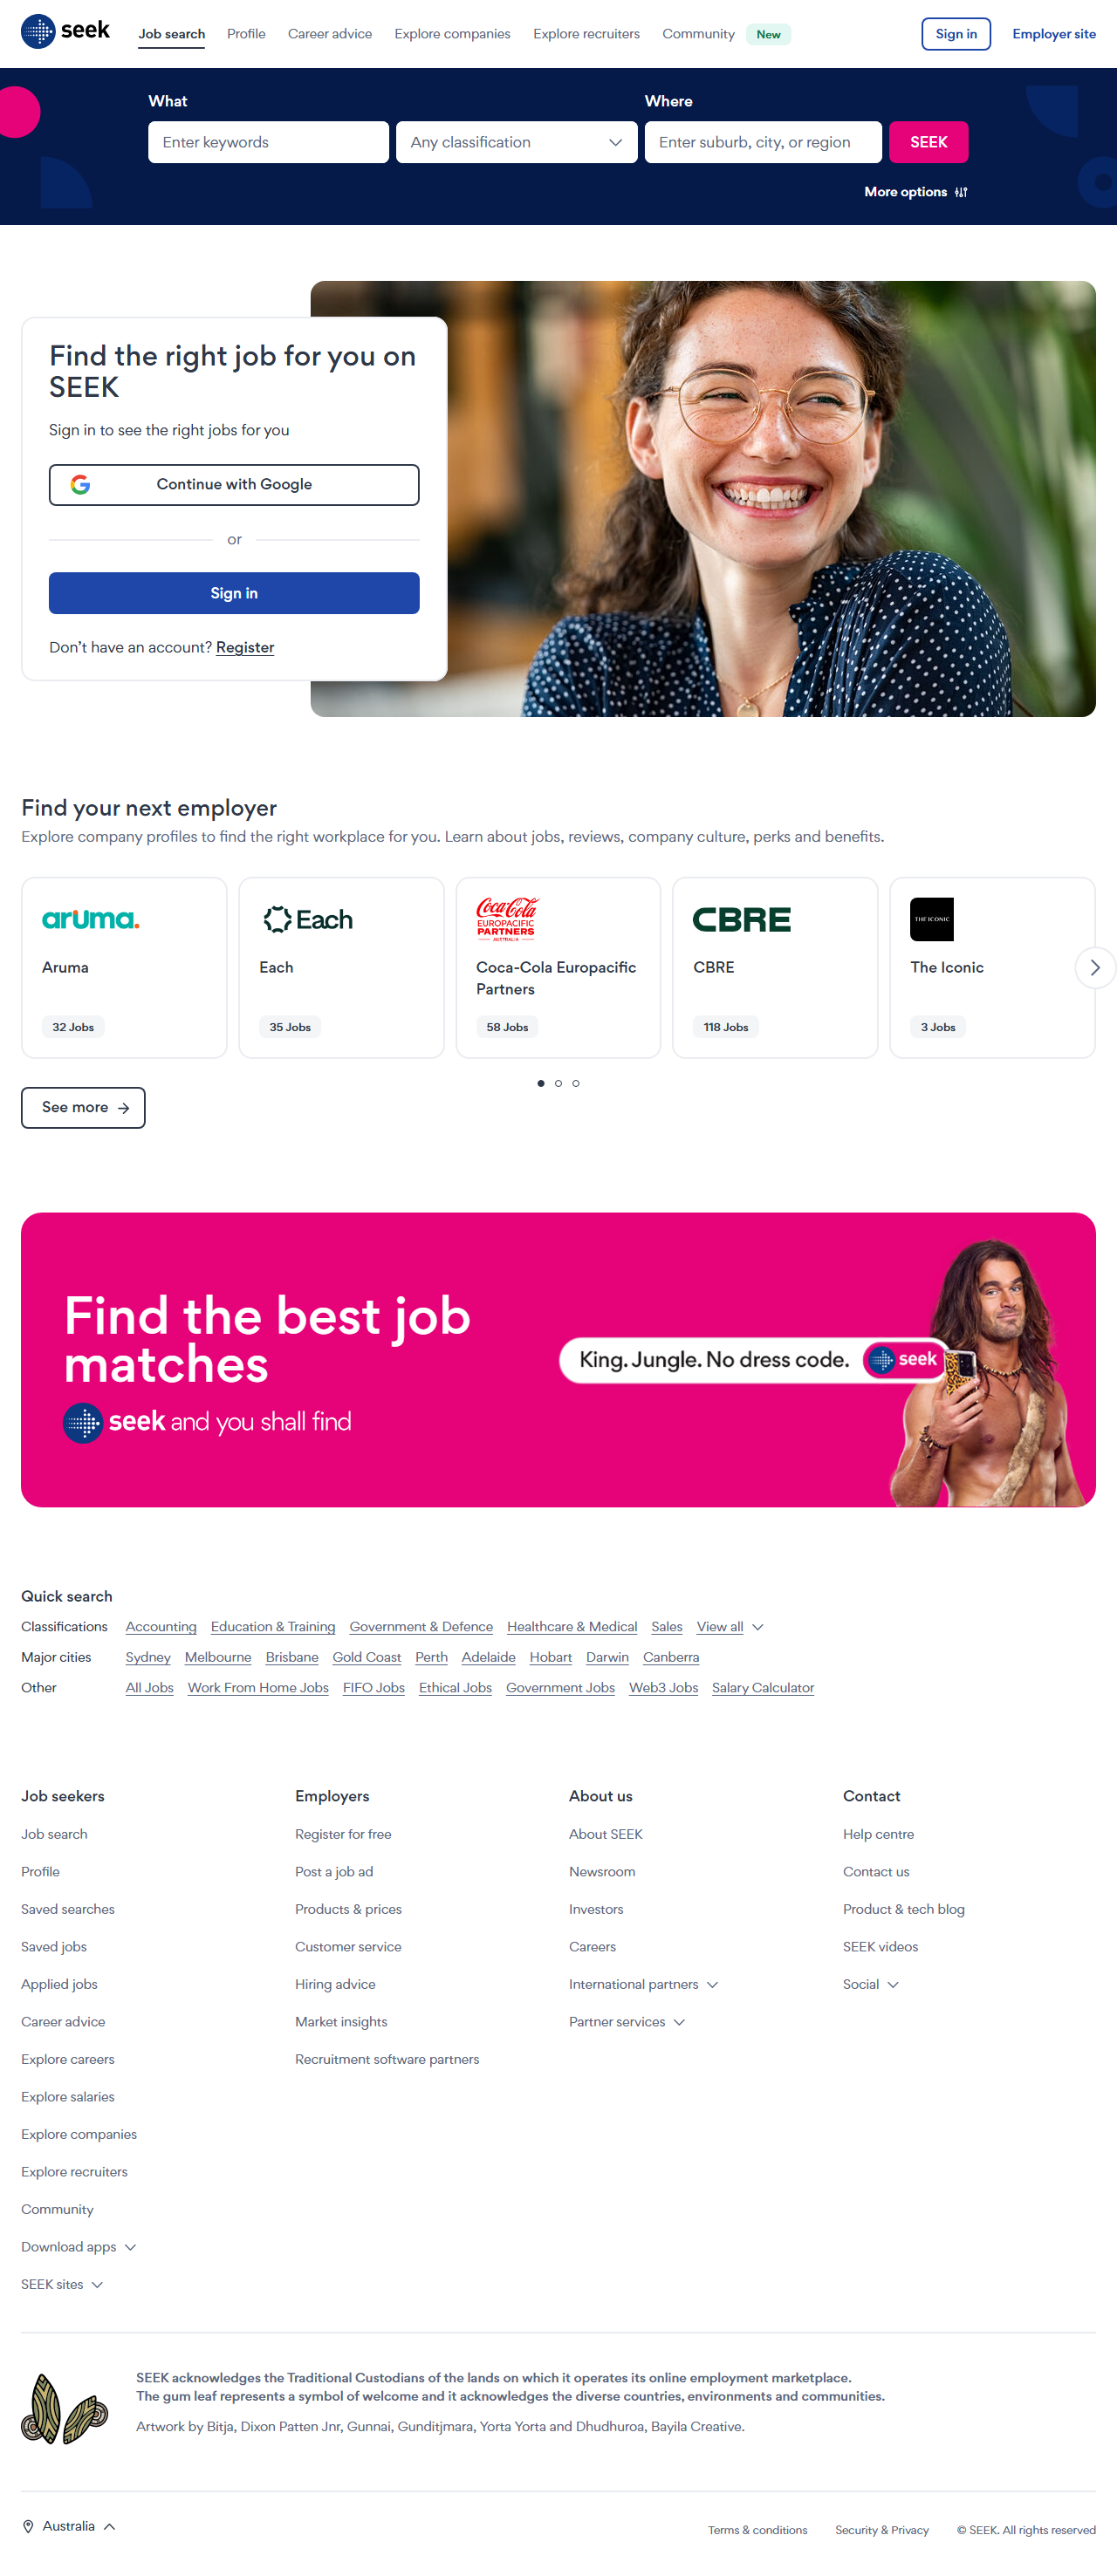 seek
Job search Profile Career advice Explore companies Explore recruiters Community New Sign in Employer site
What Where
Enter keywords Any classification Enter suburb, city, or region SEEK
More options
Find the right job for you on
SEEK
Sign in to see the right jobs for you
Continue with Google
or
Sign in
Don’t have an account? Register
Find your next employer
Explore company profiles to find the right workplace for you. Learn about jobs, reviews, company culture, perks and benefits.
aruma.
Aruma
32 Jobs
Each
Each
35 Jobs
Coca-Cola
EUROPACIFIC
PARTNERS
AUSTRALIA
Coca-Cola Europacific
Partners
58 Jobs
CBRE
CBRE
118 Jobs
THE ICONIC
The Iconic
3 Jobs
See more
Find the best job
matches
seek and you shall find
King. Jungle. No dress code. seek
Quick search
Classifications Accounting Education & Training Government & Defence Healthcare & Medical Sales View all
Major cities Sydney Melbourne Brisbane Gold Coast Perth Adelaide Hobart Darwin Canberra
Other All Jobs Work From Home Jobs FIFO Jobs Ethical Jobs Government Jobs Web3 Jobs Salary Calculator
Job seekers
Job search
Profile
Saved searches
Saved jobs
Applied jobs
Career advice
Explore careers
Explore salaries
Explore companies
Explore recruiters
Community
Download apps
SEEK sites
Employers
Register for free
Post a job ad
Products & prices
Customer service
Hiring advice
Market insights
Recruitment software partners
About us
About SEEK
Newsroom
Investors
Careers
International partners
Partner services
Contact
Help centre
Contact us
Product & tech blog
SEEK videos
Social
SEEK acknowledges the Traditional Custodians of the lands on which it operates its online employment marketplace.
The gum leaf represents a symbol of welcome and it acknowledges the diverse countries, environments and communities.
Artwork by Bitja, Dixon Patten Jnr, Gunnai, Gunditjmara, Yorta Yorta and Dhudhuroa, Bayila Creative.
Australia
Terms & conditions Security & Privacy © SEEK. All rights reserved